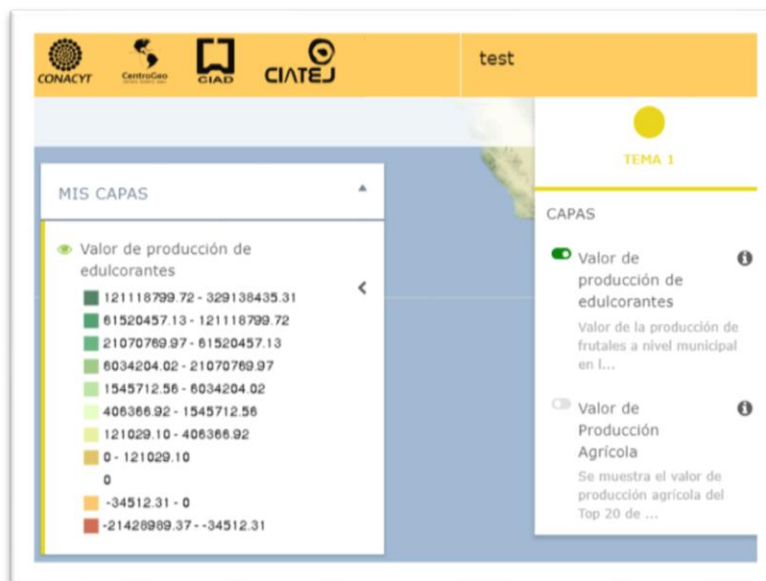 CONACYT
CentroGeo
CIAD
CIATEJ
test
MIS CAPAS
Valor de producción de
edulcorantes
121118799.72 - 329138435.31
61520457.13 - 121118799.72
21070769.97 - 61520457.13
6034204.02 - 21070769.97
1545712.56 - 6034204.02
406366.92 - 1545712.56
121029.10 - 406366.92
0 - 121029.10
0
-34512.31 - 0
-21428989.37 - -34512.31
TEMA 1
CAPAS
Valor de
producción de
edulcorantes
Valor de la producción de
frutales a nivel municipal
en l...
Valor de
Producción
Agrícola
Se muestra el valor de
producción agrícola del
Top 20 de ...